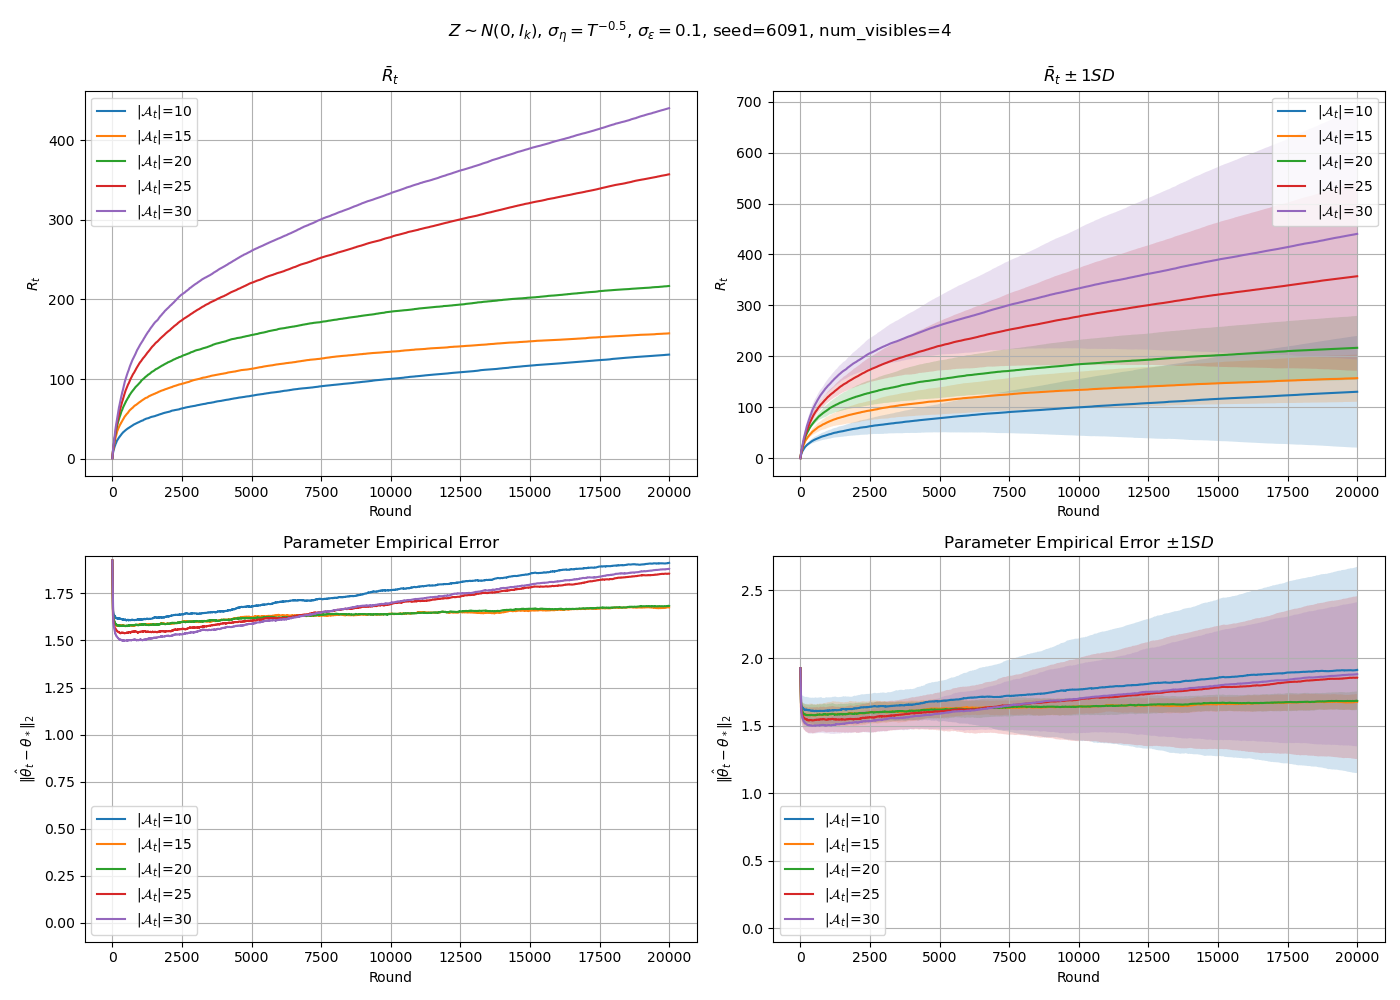 Z ∼ N(0, I_k), σ_η = T^{−0.5}, σ_ε = 0.1, seed=6091, num_visibles=4
R̄_t
R_t
400
300
200
100
0
|𝒜_t|=10
|𝒜_t|=15
|𝒜_t|=20
|𝒜_t|=25
|𝒜_t|=30
0 2500 5000 7500 10000 12500 15000 17500 20000
Round
R̄_t ± 1SD
R_t
700
600
500
400
300
200
100
0
|𝒜_t|=10
|𝒜_t|=15
|𝒜_t|=20
|𝒜_t|=25
|𝒜_t|=30
0 2500 5000 7500 10000 12500 15000 17500 20000
Round
Parameter Empirical Error
‖θ̂_t − θ_*‖_2
1.75
1.50
1.25
1.00
0.75
0.50
0.25
0.00
|𝒜_t|=10
|𝒜_t|=15
|𝒜_t|=20
|𝒜_t|=25
|𝒜_t|=30
0 2500 5000 7500 10000 12500 15000 17500 20000
Round
Parameter Empirical Error ±1SD
‖θ̂_t − θ_*‖_2
2.5
2.0
1.5
1.0
0.5
0.0
|𝒜_t|=10
|𝒜_t|=15
|𝒜_t|=20
|𝒜_t|=25
|𝒜_t|=30
0 2500 5000 7500 10000 12500 15000 17500 20000
Round